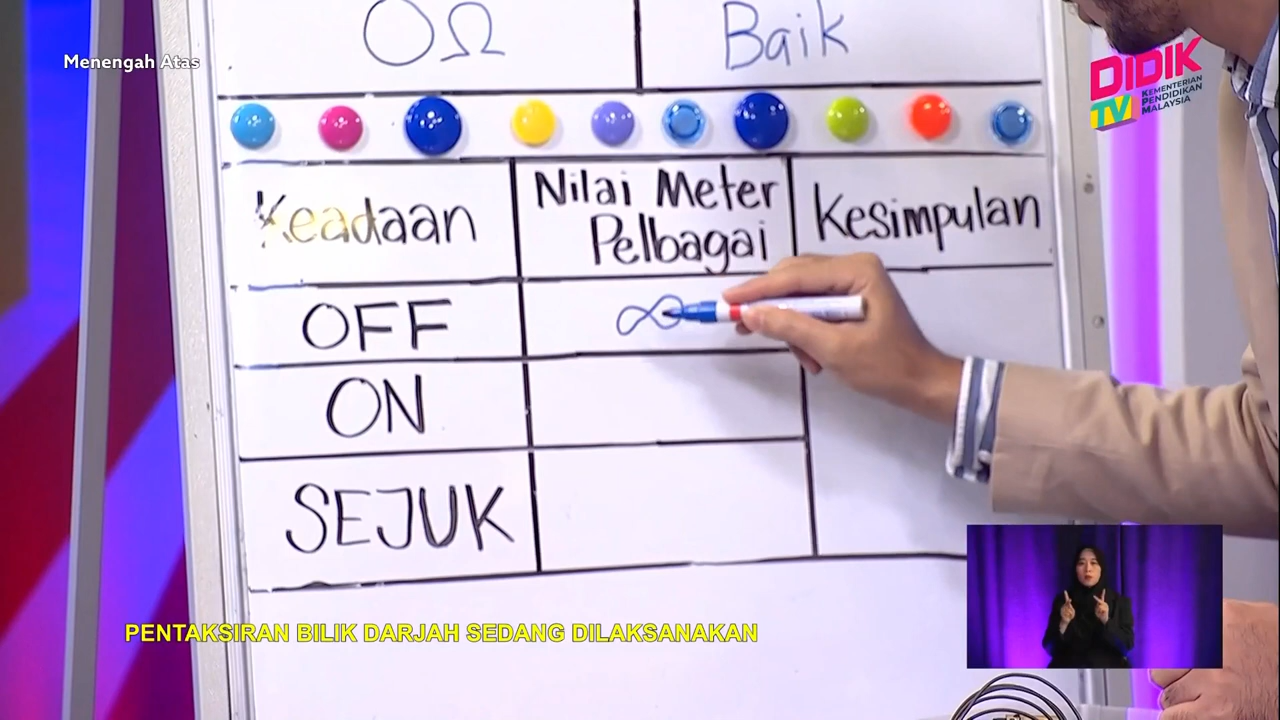 Menengah Atas
0Ω
Baik
DIDIK
TV
KEMENTERIAN
PENDIDIKAN
MALAYSIA
Keadaan
Nilai Meter
Pelbagai
Kesimpulan
OFF
∞
ON
SEJUK
PENTAKSIRAN BILIK DARJAH SEDANG DILAKSANAKAN